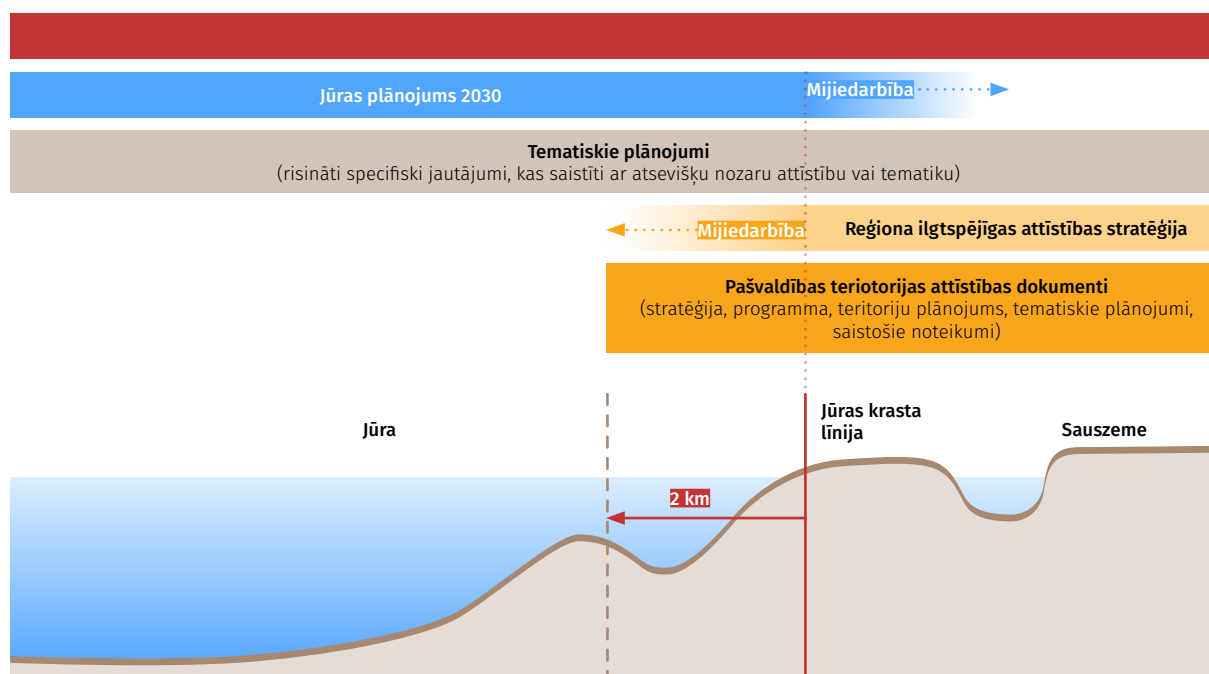 Jūras plānojums 2030
Mijiedarbība
Tematiskie plānojumi
(risināti specifiski jautājumi, kas saistīti ar atsevišķu nozaru attīstību vai tematiku)
Mijiedarbība
Reģiona ilgtspējīgas attīstības stratēģija
Pašvaldības teriotorijas attīstības dokumenti
(stratēģija, programma, teritoriju plānojums, tematiskie plānojumi,
saistošie noteikumi)
Jūra
Jūras krasta
līnija
Sauszeme
2 km